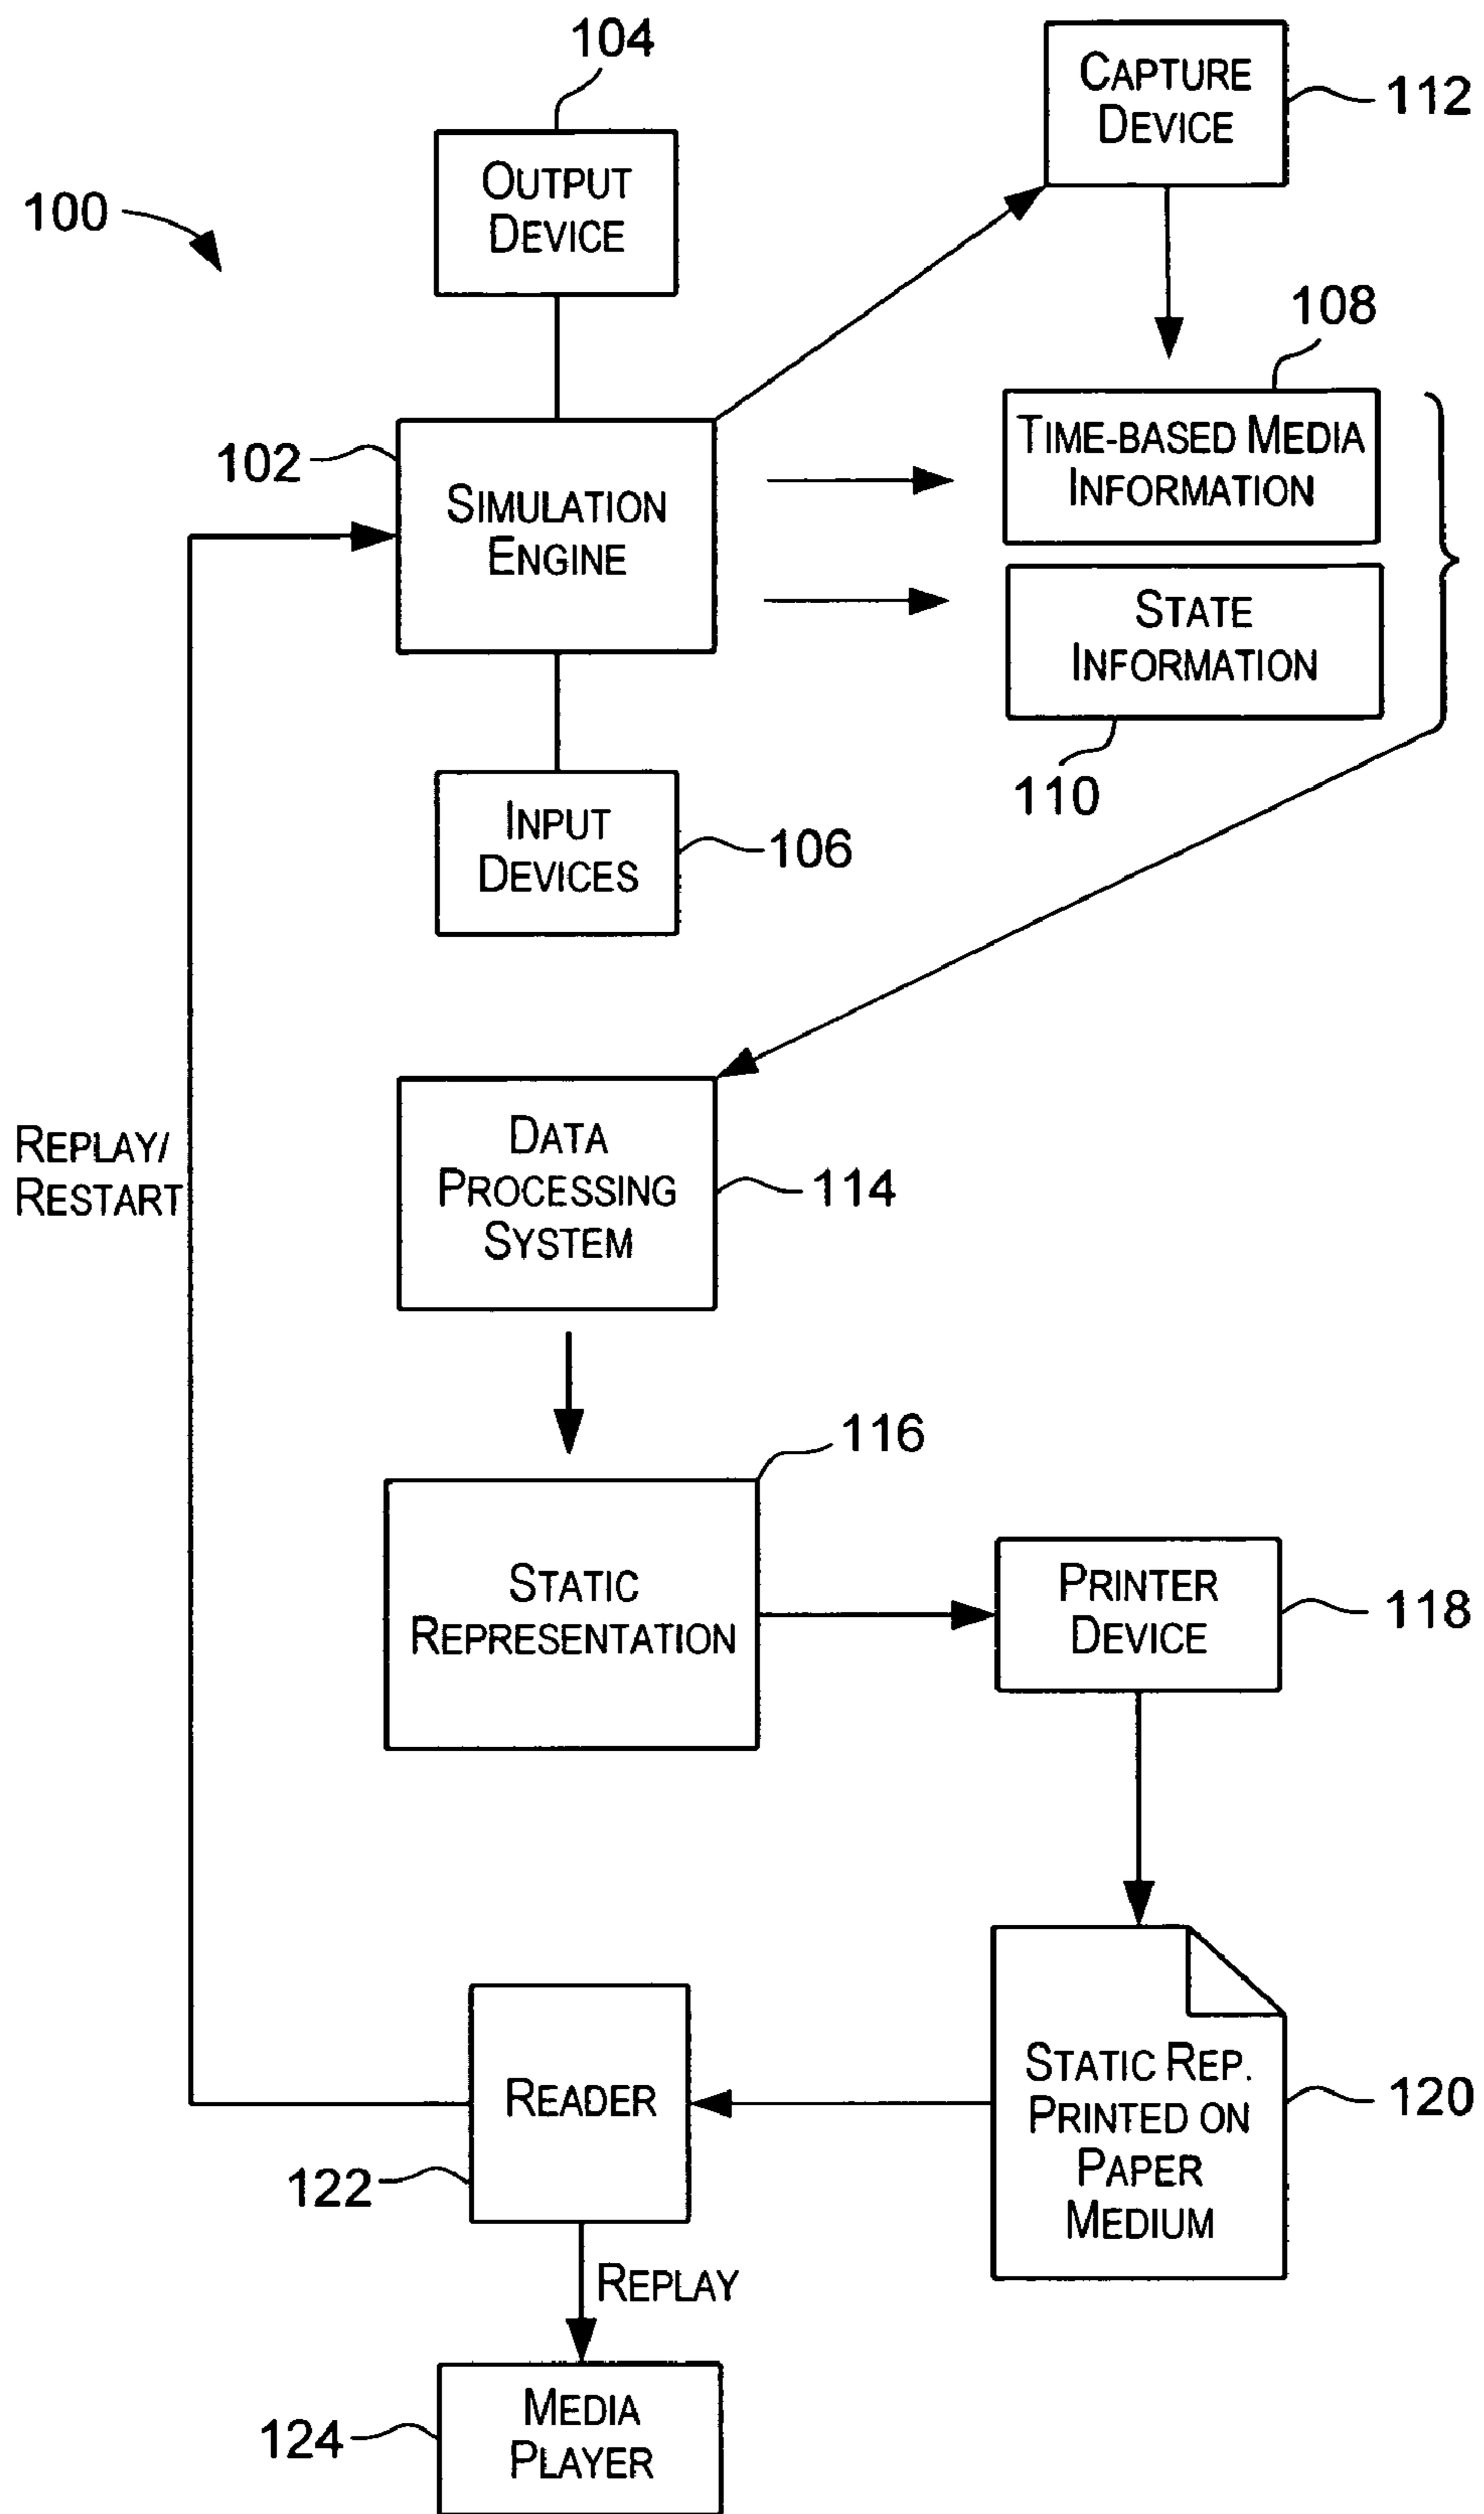 104
OUTPUT
DEVICE
CAPTURE
DEVICE
112
100
108
TIME-BASED MEDIA
INFORMATION
102
SIMULATION
ENGINE
STATE
INFORMATION
110
INPUT
DEVICES
106
REPLAY/
RESTART
DATA
PROCESSING
SYSTEM
114
116
STATIC
REPRESENTATION
PRINTER
DEVICE
118
STATIC REP.
PRINTED ON
PAPER
MEDIUM
120
READER
122
REPLAY
MEDIA
PLAYER
124